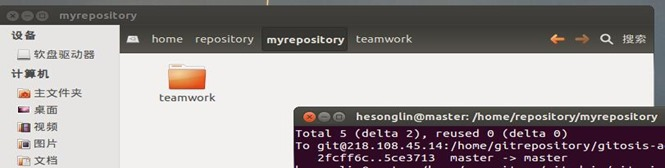 myrepository
设备
软盘驱动器
计算机
主文件夹
桌面
视频
图片
文档
home repository myrepository teamwork
搜索
teamwork
hesonglin@master: /home/repository/myrepository
Total 5 (delta 2), reused 0 (delta 0)
To git@218.108.45.14:/home/gitrepository/gitosis-a
2fcff6c..5ce3713 master -> master